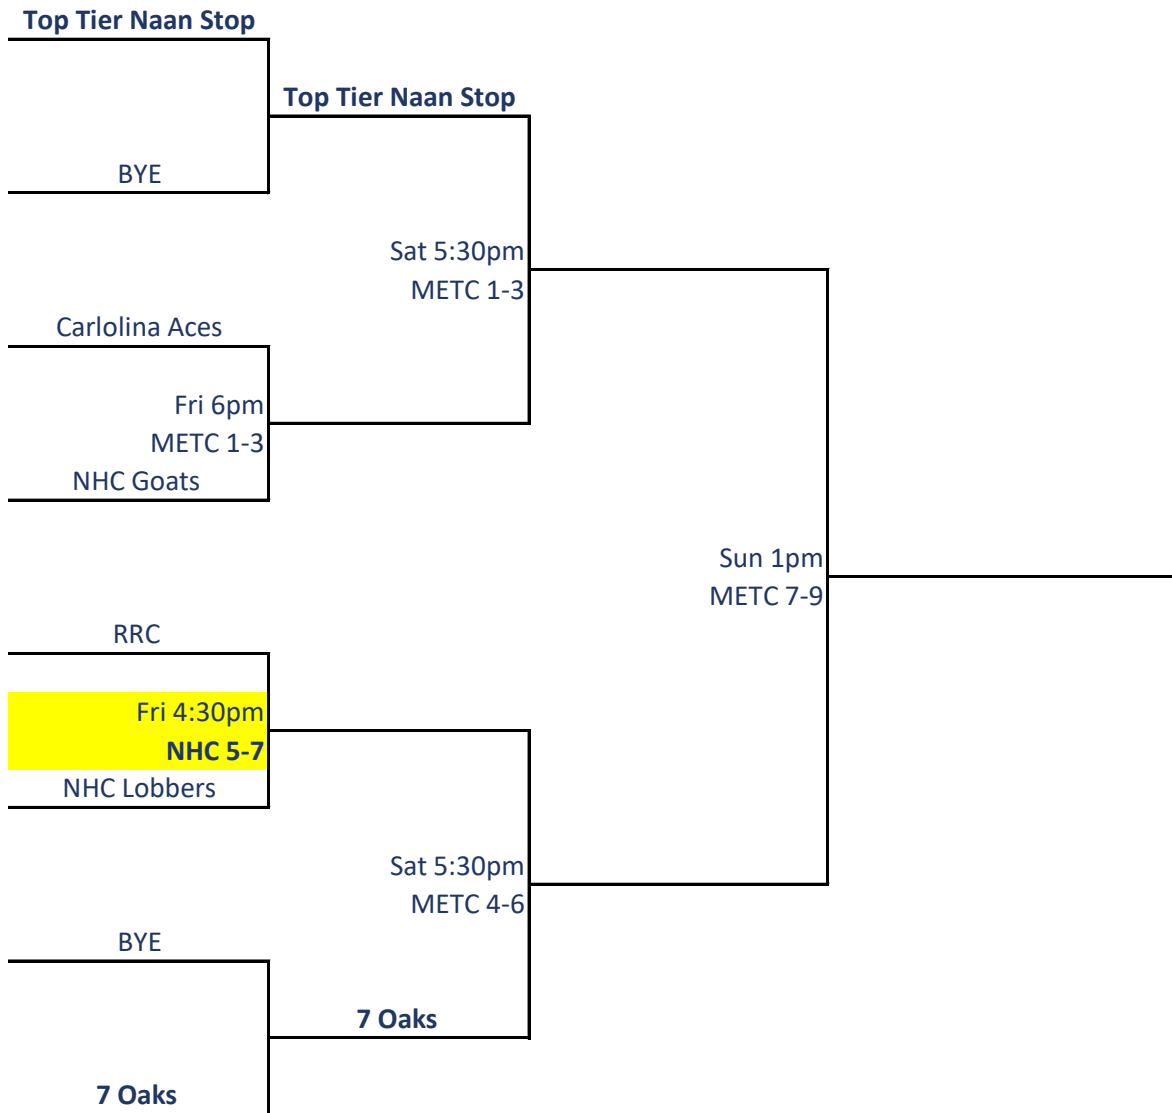 Top Tier Naan Stop
Top Tier Naan Stop
BYE
Sat 5:30pm
METC 1-3
Carlolina Aces
Fri 6pm
METC 1-3
NHC Goats
Sun 1pm
METC 7-9
RRC
Fri 4:30pm
NHC 5-7
NHC Lobbers
Sat 5:30pm
METC 4-6
BYE
7 Oaks
7 Oaks